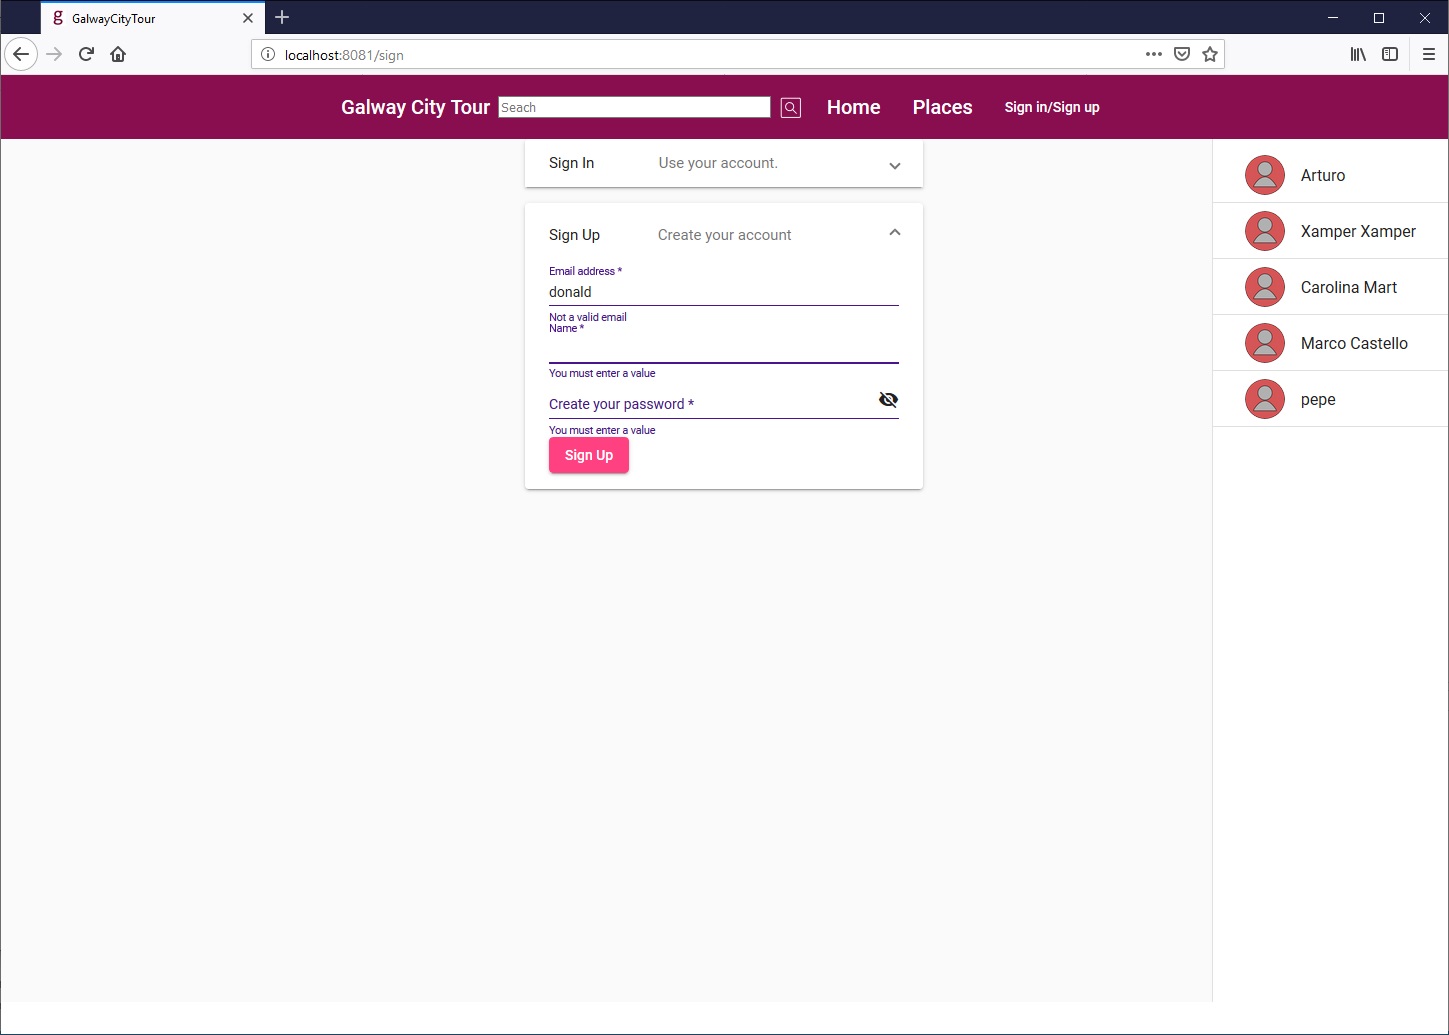 GalwayCityTour
localhost:8081/sign
Galway City Tour Seach Home Places Sign in/Sign up
Sign In Use your account.
Sign Up Create your account
Email address *
donald
Not a valid email
Name *
You must enter a value
Create your password *
You must enter a value
Sign Up
Arturo
Xamper Xamper
Carolina Mart
Marco Castello
pepe